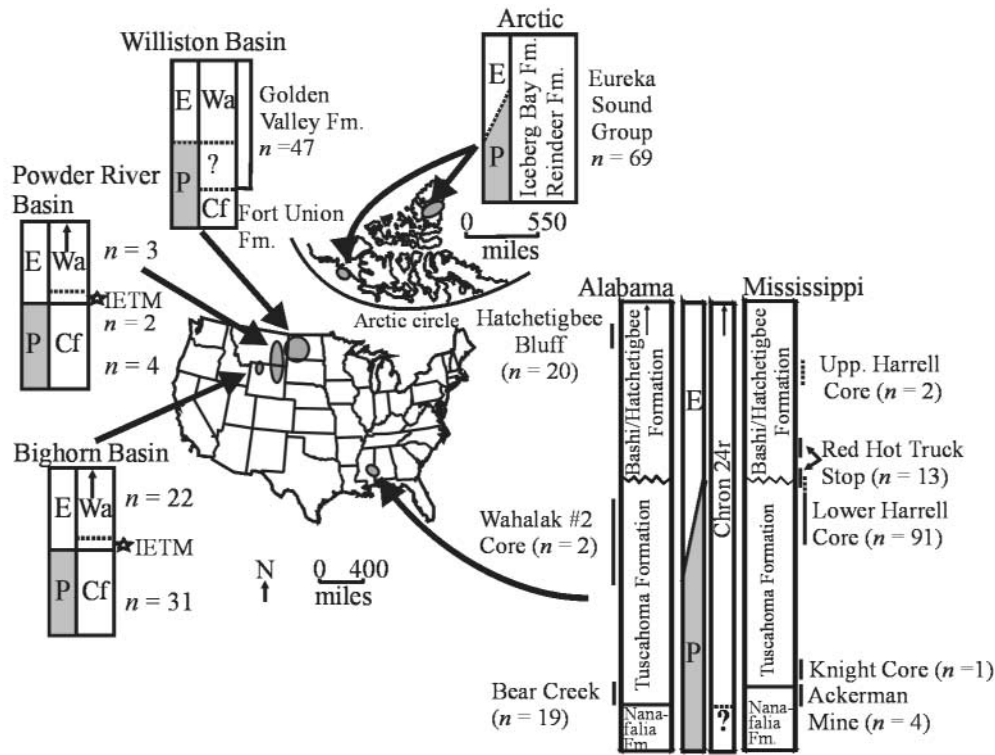 Williston Basin
E
Wa
P
?
Cf
Golden
Valley Fm.
n =47
Fort Union
Fm.
Arctic
E
P
Iceberg Bay Fm.
Reindeer Fm.
Eureka
Sound
Group
n = 69
0 550
miles
Arctic circle
Powder River
Basin
E
Wa
P
Cf
n = 3
IETM
n = 2
n = 4
Bighorn Basin
E
Wa
P
Cf
n = 22
IETM
n = 31
N
0 400
miles
Alabama
Mississippi
Hatchetigbee
Bluff
(n = 20)
Wahalak #2
Core (n = 2)
Bear Creek
(n = 19)
Bashi/Hatchetigbee
Formation
Tuscahoma Formation
Nana-
falia
Fm.
E
P
Chron 24r
?
Bashi/Hatchetigbee
Formation
Tuscahoma Formation
Nana-
falia
Fm.
Upp. Harrell
Core (n = 2)
Red Hot Truck
Stop (n = 13)
Lower Harrell
Core (n = 91)
Knight Core (n =1)
Ackerman
Mine (n = 4)